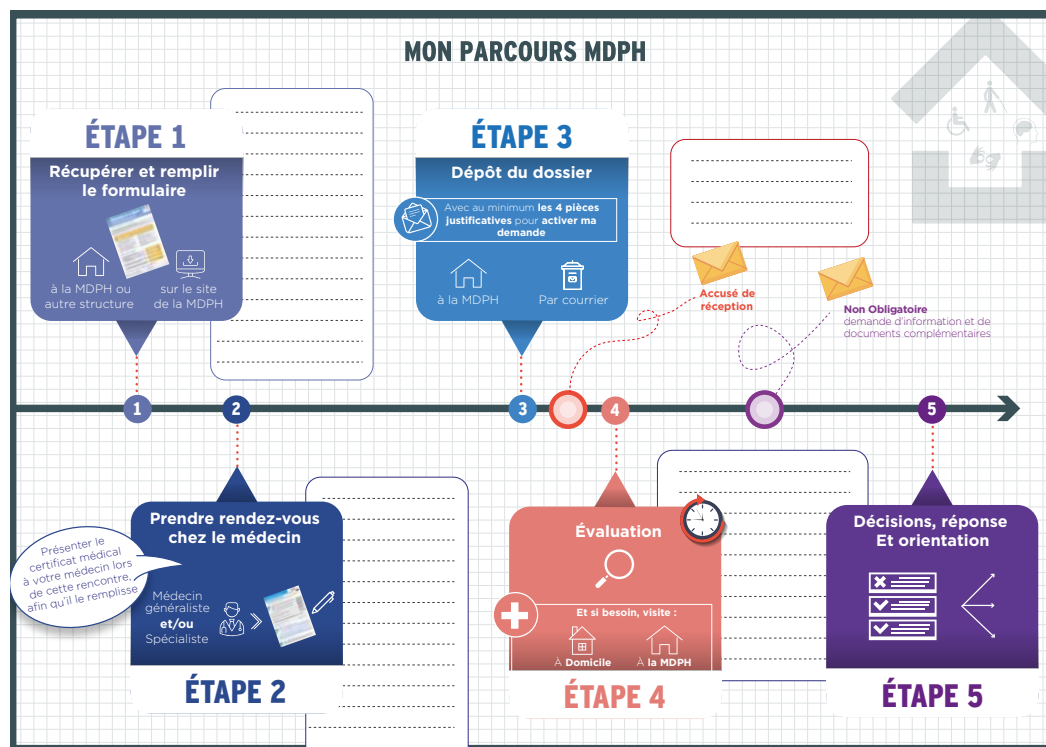 MON PARCOURS MDPH
ÉTAPE 1
Récupérer et remplir
le formulaire
à la MDPH ou
autre structure
sur le site
de la MDPH
ÉTAPE 3
Dépôt du dossier
Avec au minimum les 4 pièces
justificatives pour activer ma
demande
à la MDPH
Par courrier
Accusé de
réception
Non Obligatoire
demande d'information et de
documents complémentaires
1
2
3
4
5
Présenter le
certificat médical
à votre médecin lors
de cette rencontre,
afin qu'il le remplisse
Prendre rendez-vous
chez le médecin
Médecin
généraliste
et/ou
Spécialiste
ÉTAPE 2
Évaluation
Et si besoin, visite :
À Domicile
À la MDPH
ÉTAPE 4
Décisions, réponse
Et orientation
ÉTAPE 5